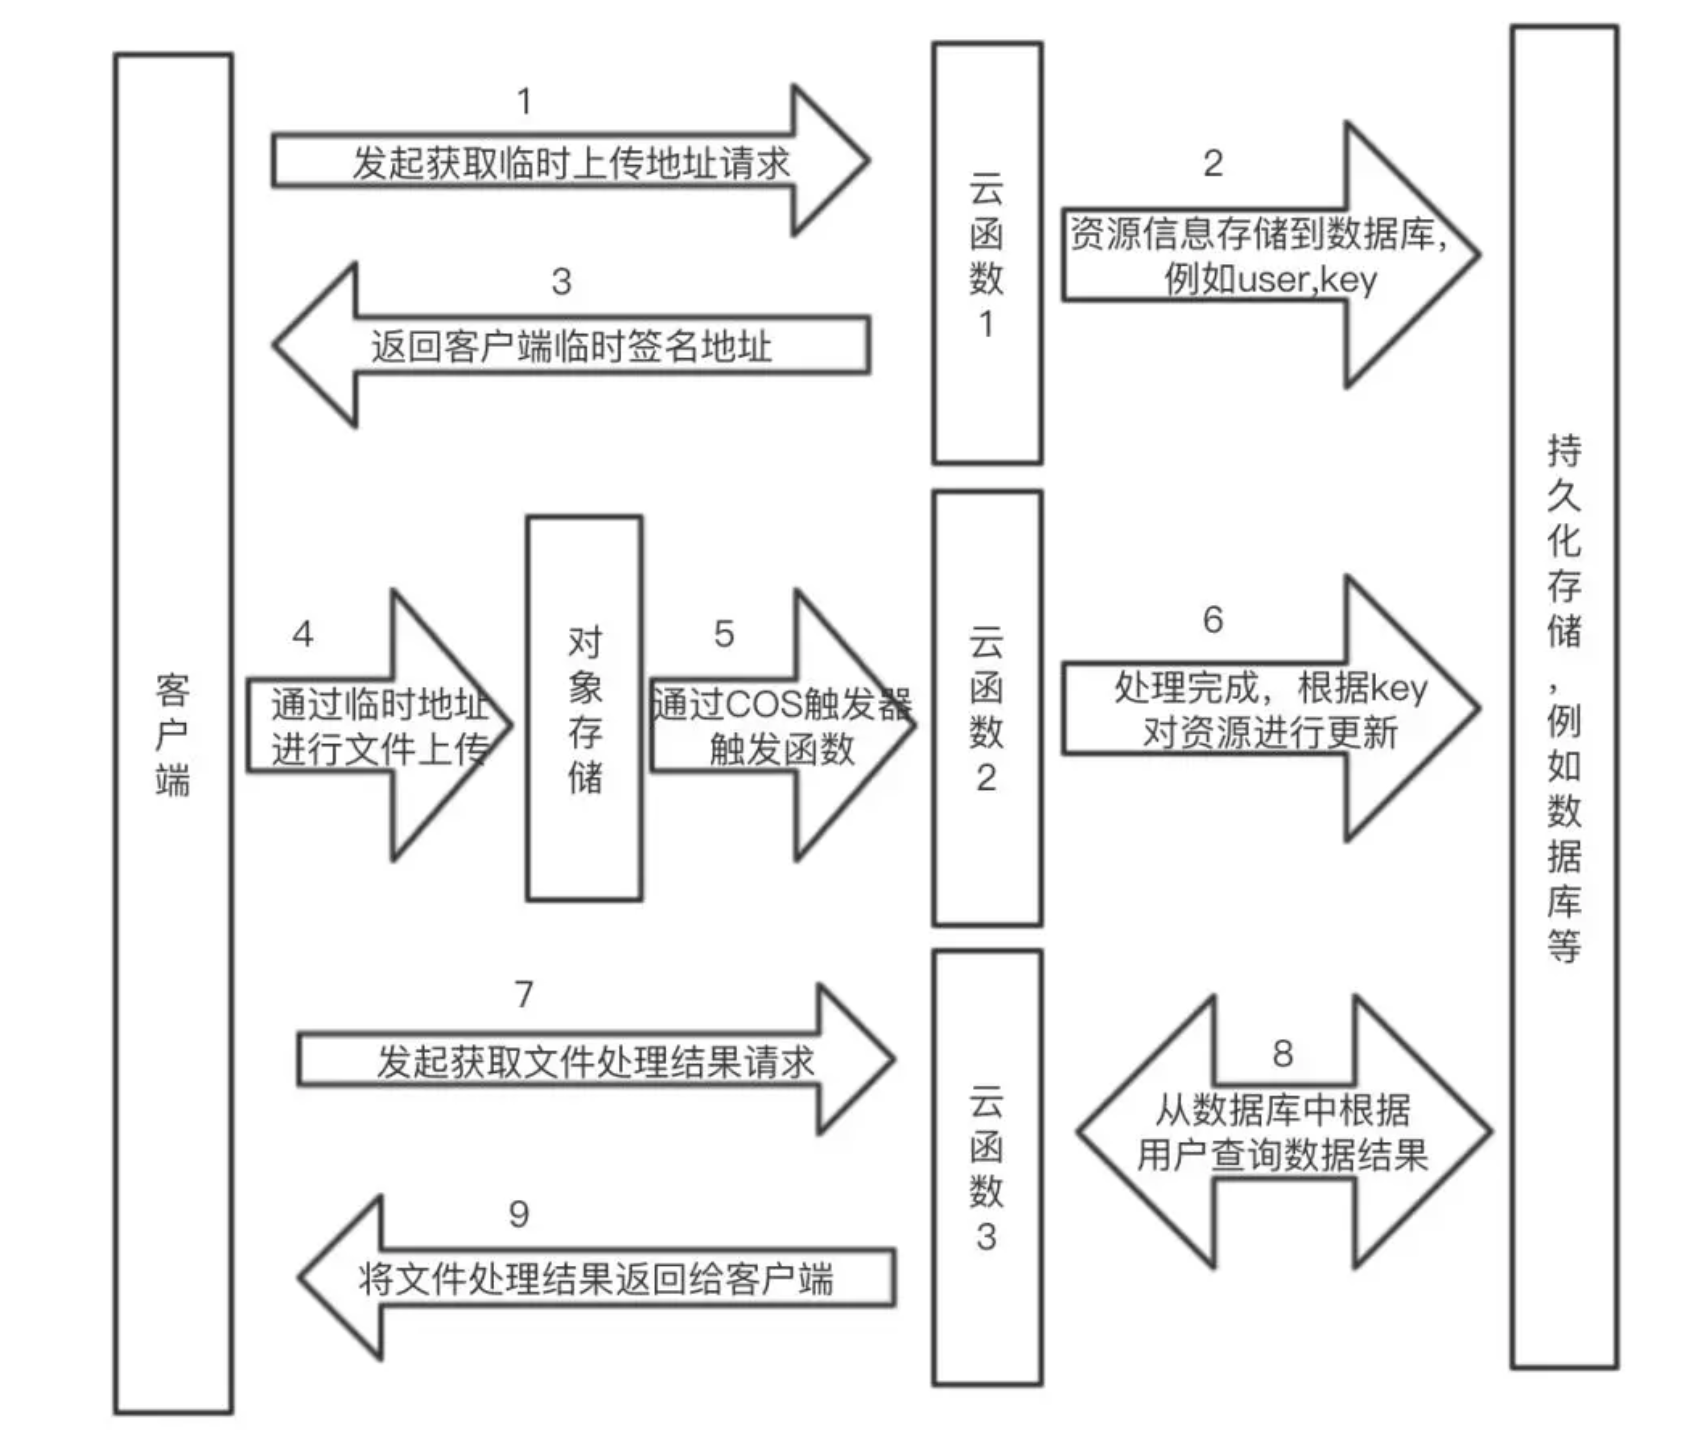 1
发起获取临时上传地址请求
2
资源信息存储到数据库，
例如user,key
3
返回客户端临时签名地址
云函数1
客户端
4
通过临时地址
进行文件上传
对象存储
5
通过COS触发器
触发函数
云函数2
6
处理完成，根据key
对资源进行更新
持久化存储，例如数据库等
7
发起获取文件处理结果请求
云函数3
8
从数据库中根据
用户查询数据结果
9
将文件处理结果返回给客户端